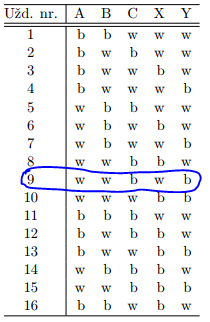 Užd. nr. A B C X Y
1 b b w w w
2 b w b w w
3 b w w b w
4 b w w w b
5 w b b w w
6 w b w b w
7 w b w w b
8 w w b b w
9 w w b w b
10 w w w b b
11 b b b w w
12 b w b b w
13 b w w b b
14 w b b b w
15 w w b b b
16 b b w b w